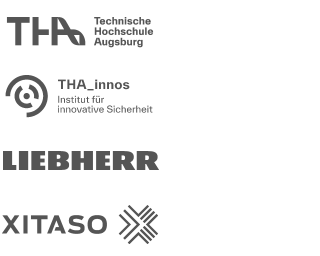 THA Technische
Hochschule
Augsburg
THA_innos
Institut für
innovative Sicherheit
LIEBHERR
XITASO